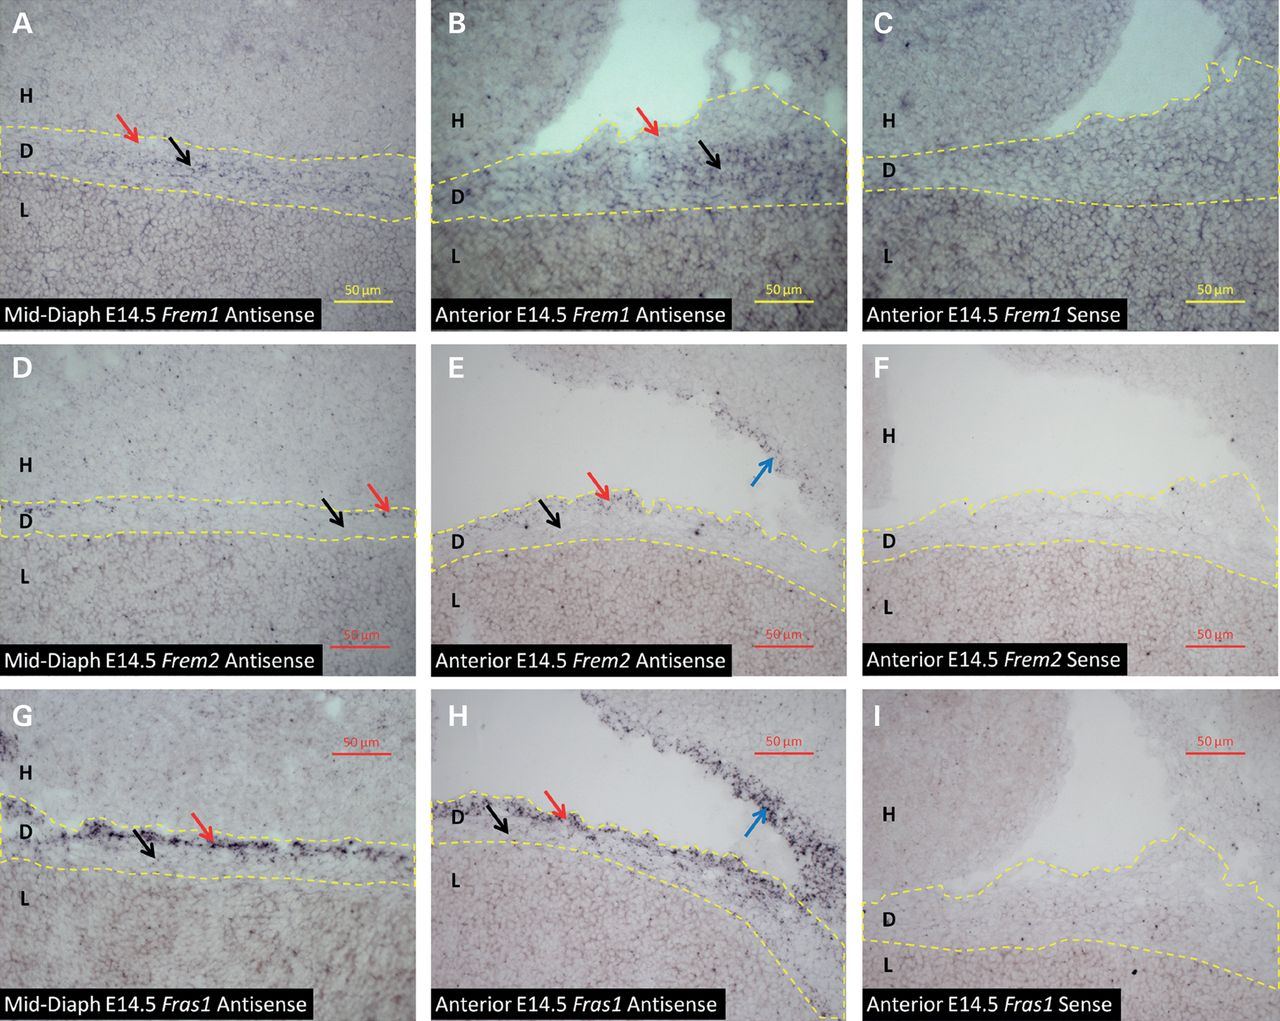 A
H
D
L
50 µm
Mid-Diaph E14.5 Frem1 Antisense
B
H
D
L
50 µm
Anterior E14.5 Frem1 Antisense
C
H
D
L
50 µm
Anterior E14.5 Frem1 Sense
D
H
D
L
50 µm
Mid-Diaph E14.5 Frem2 Antisense
E
D
L
50 µm
Anterior E14.5 Frem2 Antisense
F
H
D
L
50 µm
Anterior E14.5 Frem2 Sense
G
50 µm
H
D
L
Mid-Diaph E14.5 Fras1 Antisense
H
50 µm
D
L
Anterior E14.5 Fras1 Antisense
I
50 µm
H
D
L
Anterior E14.5 Fras1 Sense